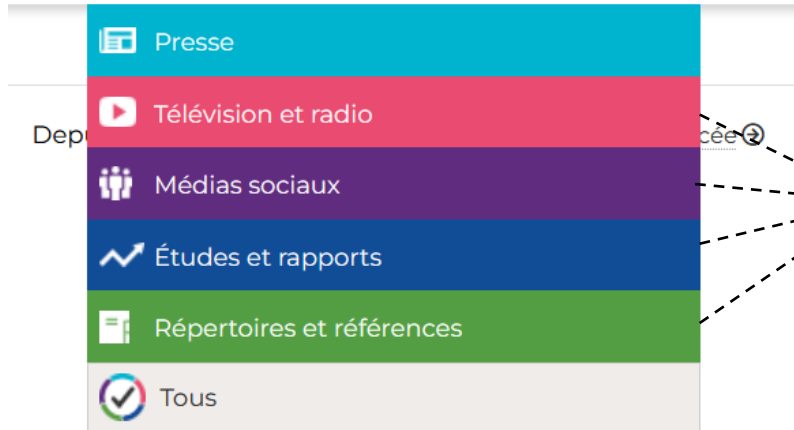 Presse
Télévision et radio
Médias sociaux
Études et rapports
Répertoires et références
Tous